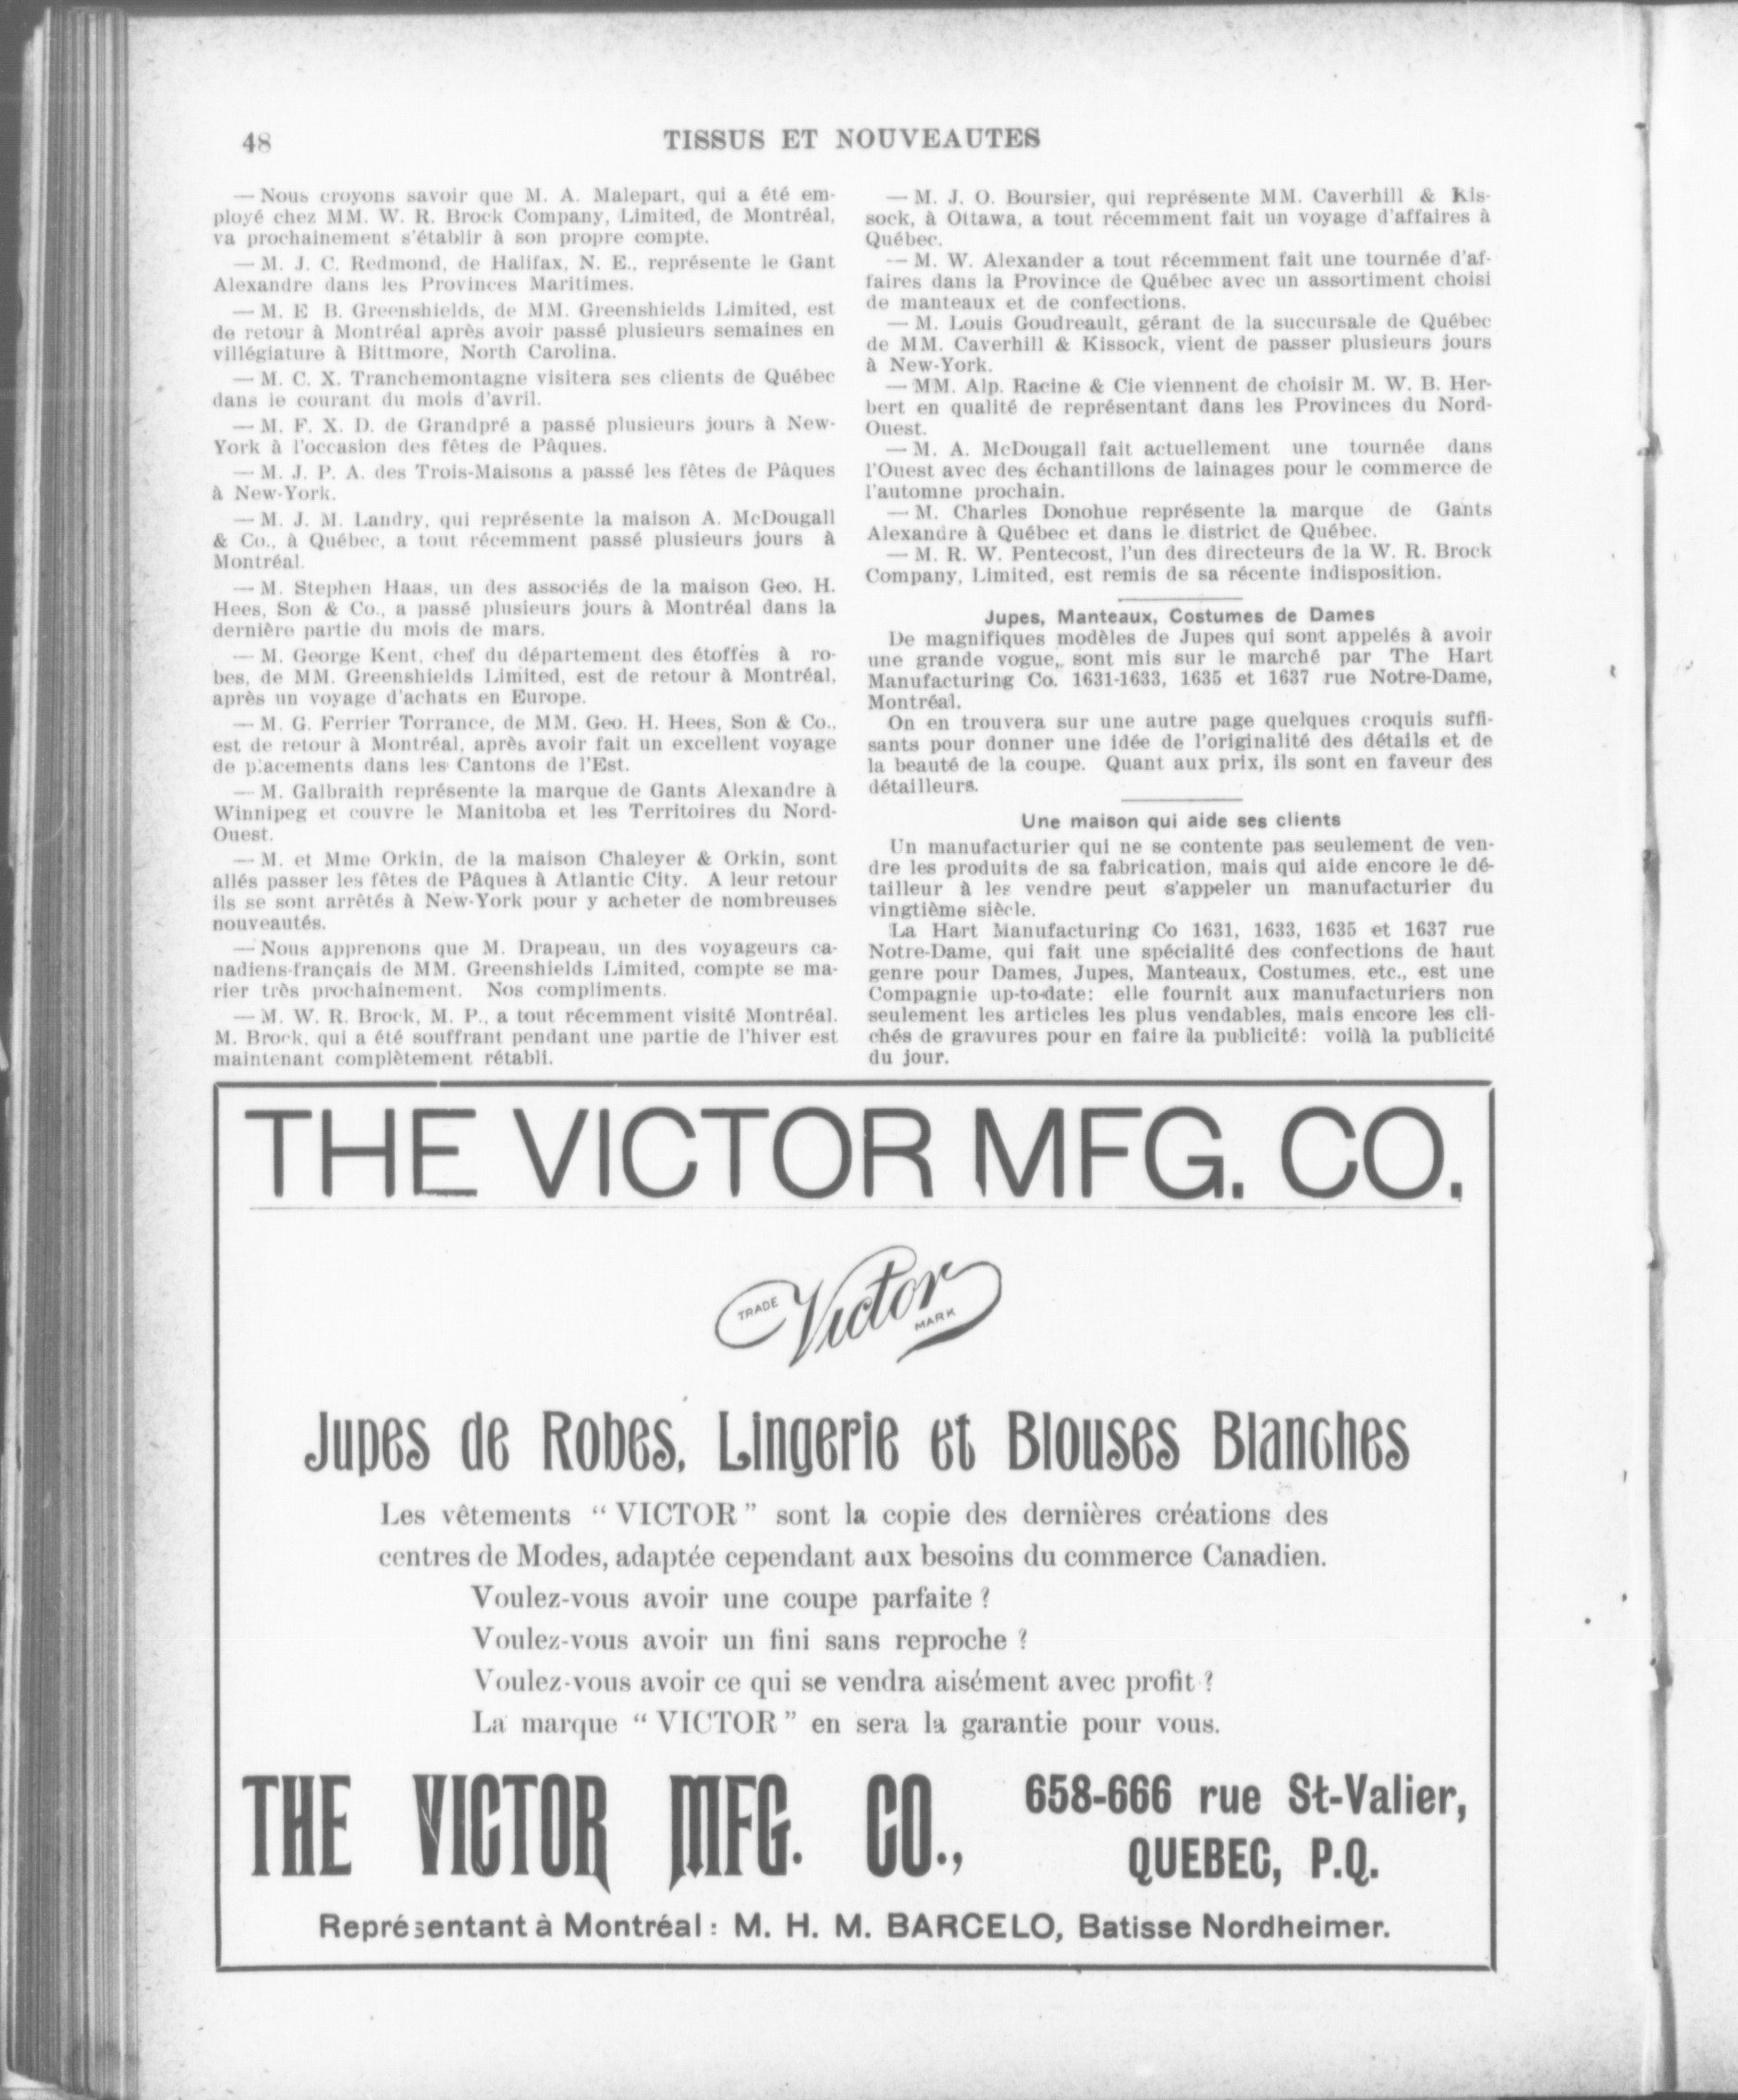 48
TISSUS ET NOUVEAUTES
— Nous croyons savoir que M. A. Malepart, qui a été em-
ployé chez MM. W. R. Brock Company, Limited, de Montréal,
va prochainement s'établir à son propre compte.
— M. J. C. Redmond, de Halifax, N. E., représente le Gant
Alexandre dans les Provinces Maritimes.
— M. E B. Greenshields, de MM. Greenshields Limited, est
de retour à Montréal après avoir passé plusieurs semaines en
villégiature à Bittmore, North Carolina.
— M. C. X. Tranchemontagne visitera ses clients de Québec
dans le courant du mois d'avril.
— M. F. X. D. de Grandpré a passé plusieurs jours à New-
York à l'occasion des fêtes de Pâques.
— M. J. P. A. des Trois-Maisons a passé les fêtes de Pâques
à New-York.
— M. J. M. Landry, qui représente la maison A. McDougall
& Co., à Québec, a tout récemment passé plusieurs jours à
Montréal.
— M. Stephen Haas, un des associés de la maison Geo. H.
Hees, Son & Co., a passé plusieurs jours à Montréal dans la
dernière partie du mois de mars.
— M. George Kent, chef du département des étoffes à ro-
bes, de MM. Greenshields Limited, est de retour à Montréal,
après un voyage d'achats en Europe.
— M. G. Ferrier Torrance, de MM. Geo. H. Hees, Son & Co.,
est de retour à Montréal, après avoir fait un excellent voyage
de placements dans les Cantons de l'Est.
— M. Galbraith représente la marque de Gants Alexandre à
Winnipeg et couvre le Manitoba et les Territoires du Nord-
Ouest.
— M. et Mme Orkin, de la maison Chaleyer & Orkin, sont
allés passer les fêtes de Pâques à Atlantic City. A leur retour
ils se sont arrêtés à New-York pour y acheter de nombreuses
nouveautés.
— Nous apprenons que M. Drapeau, un des voyageurs ca-
nadiens-français de MM. Greenshields Limited, compte se ma-
rier très prochainement. Nos compliments.
— M. W. R. Brock, M. P., a tout récemment visité Montréal.
M. Brock, qui a été souffrant pendant une partie de l'hiver est
maintenant complètement rétabli.
— M. J. O. Boursier, qui représente MM. Caverhill & Kis-
sock, à Ottawa, a tout récemment fait un voyage d'affaires à
Québec.
— M. W. Alexander a tout récemment fait une tournée d'af-
faires dans la Province de Québec avec un assortiment choisi
de manteaux et de confections.
— M. Louis Goudreault, gérant de la succursale de Québec
de MM. Caverhill & Kissock, vient de passer plusieurs jours
à New-York.
— MM. Alp. Racine & Cie viennent de choisir M. W. B. Her-
bert en qualité de représentant dans les Provinces du Nord-
Ouest.
— M. A. McDougall fait actuellement une tournée dans
l'Ouest avec des échantillons de lainages pour le commerce de
l'automne prochain.
— M. Charles Donohue représente la marque de Gants
Alexandre à Québec et dans le district de Québec.
— M. R. W. Pentecost, l'un des directeurs de la W. R. Brock
Company, Limited, est remis de sa récente indisposition.
Jupes, Manteaux, Costumes de Dames
De magnifiques modèles de Jupes qui sont appelés à avoir
une grande vogue, sont mis sur le marché par The Hart
Manufacturing Co. 1631-1633, 1635 et 1637 rue Notre-Dame,
Montréal.
On en trouvera sur une autre page quelques croquis suffi-
sants pour donner une idée de l'originalité des détails et de
la beauté de la coupe. Quant aux prix, ils sont en faveur des
détailleurs.
Une maison qui aide ses clients
Un manufacturier qui ne se contente pas seulement de ven-
dre les produits de sa fabrication, mais qui aide encore le dé-
tailleur à les vendre peut s'appeler un manufacturier du
vingtième siècle.
La Hart Manufacturing Co 1631, 1633, 1635 et 1637 rue
Notre-Dame, qui fait une spécialité des confections de haut
genre pour Dames, Jupes, Manteaux, Costumes, etc., est une
Compagnie up-to-date: elle fournit aux manufacturiers non
seulement les articles les plus vendables, mais encore les cli-
chés de gravures pour en faire la publicité: voilà la publicité
du jour.
THE VICTOR MFG. CO.
TRADE Victor MARK
Jupes de Robes, Lingerie et Blouses Blanches
Les vêtements "VICTOR" sont la copie des dernières créations des
centres de Modes, adaptée cependant aux besoins du commerce Canadien.
Voulez-vous avoir une coupe parfaite ?
Voulez-vous avoir un fini sans reproche ?
Voulez-vous avoir ce qui se vendra aisément avec profit ?
La marque "VICTOR" en sera la garantie pour vous.
THE VICTOR MFG. CO., 658-666 rue St-Valier,
QUEBEC, P.Q.
Représentant à Montréal : M. H. M. BARCELO, Batisse Nordheimer.